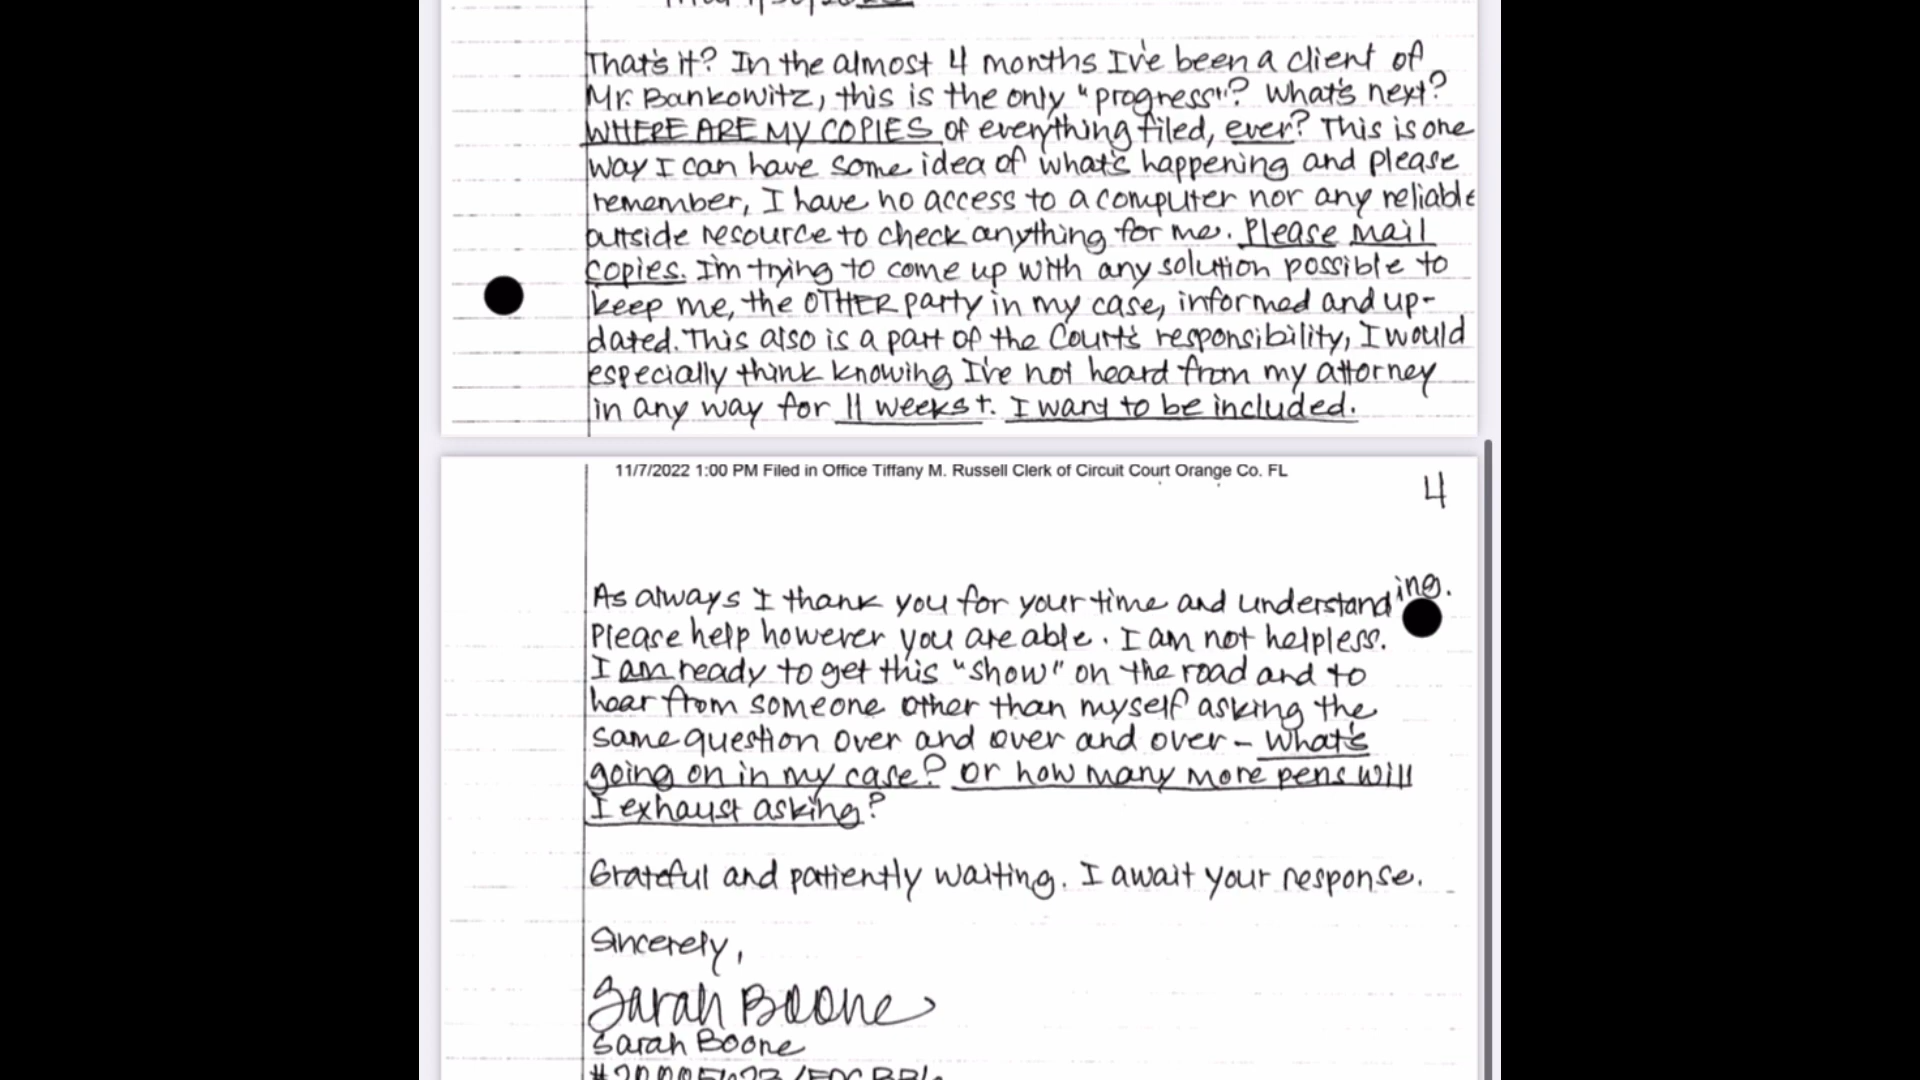 That's it? In the almost 4 months I've been a client of
Mr. Bankowitz, this is the only "progress"? What's next?
WHERE ARE MY COPIES of everything filed, ever? This is one
way I can have some idea of what's happening and please
remember, I have no access to a computer nor any reliable
outside resource to check anything for me. Please mail
copies. I'm trying to come up with any solution possible to
keep me, the OTHER party in my case, informed and up-
dated. This also is a part of the Court's responsibility, I would
especially think knowing I've not heard from my attorney
in any way for 11 weeks+. I want to be included.
11/7/2022 1:00 PM Filed in Office Tiffany M. Russell Clerk of Circuit Court Orange Co. FL
4
As always I thank you for your time and understanding.
Please help however you are able. I am not helpless.
I am ready to get this "show" on the road and to
hear from someone other than myself asking the
same question over and over and over - What's
going on in my case? Or how many more pens will
I exhaust asking?
Grateful and patiently waiting. I await your response.
Sincerely,
Sarah Boone
Sarah Boone